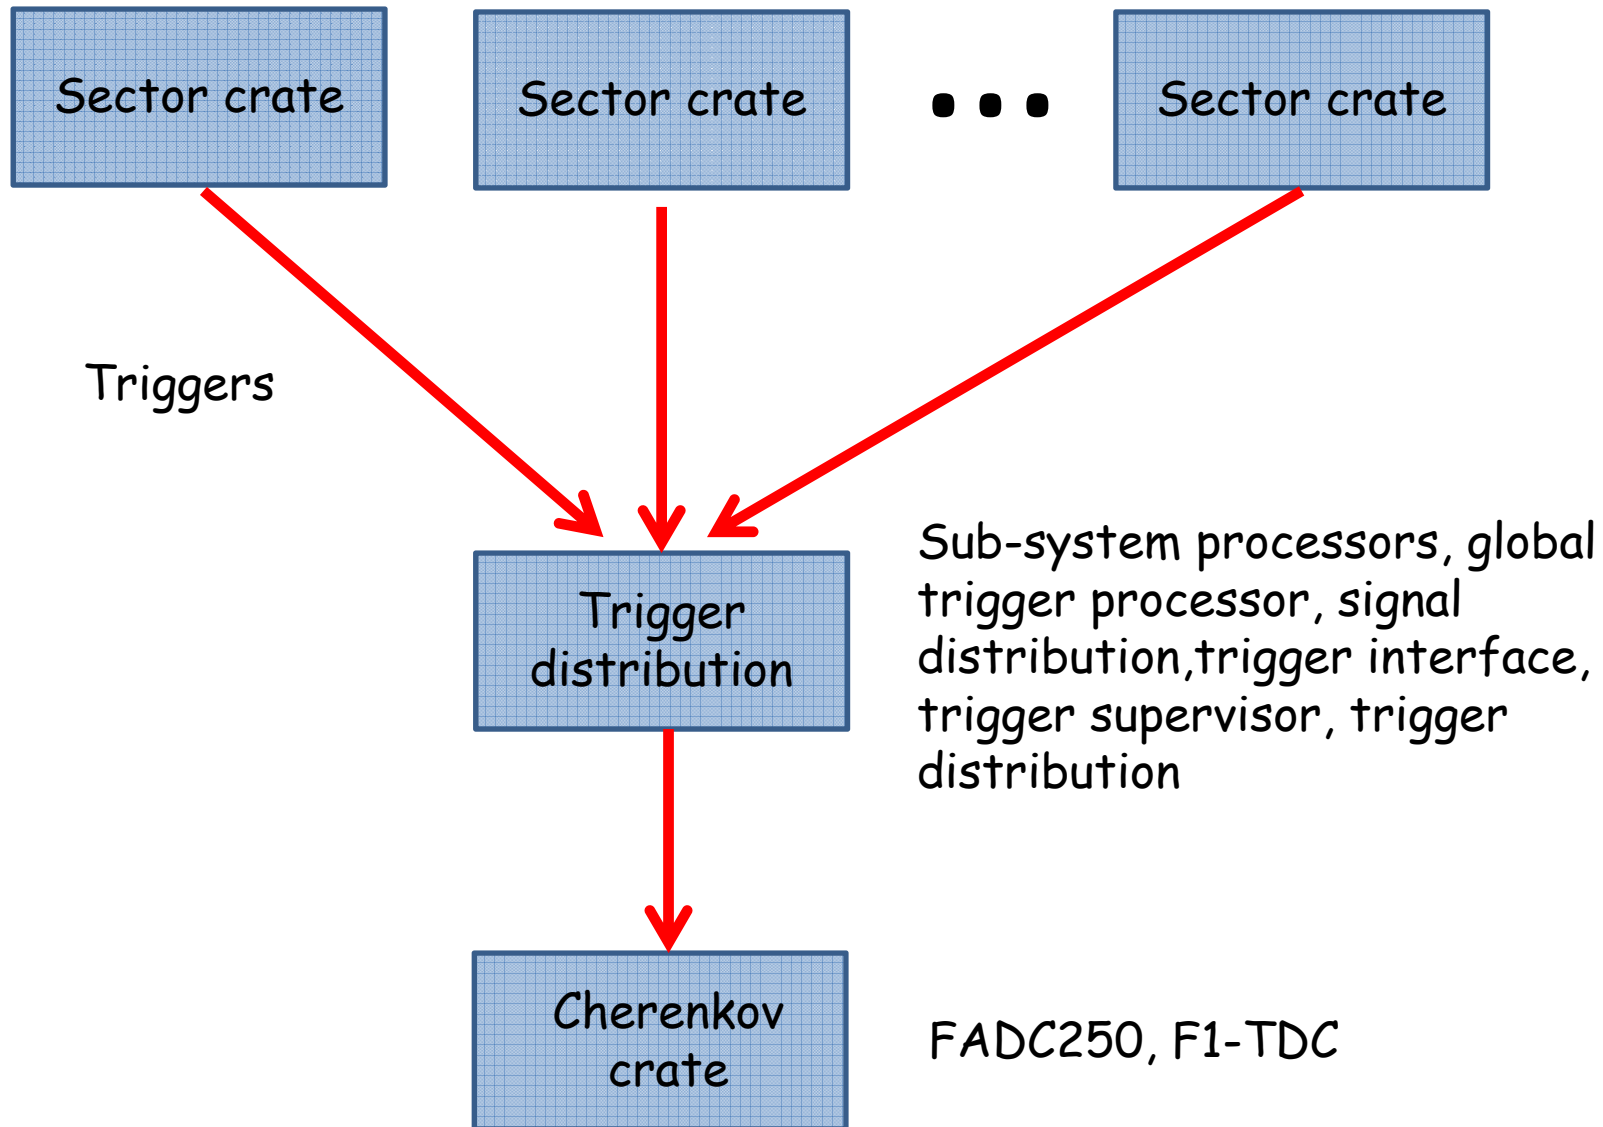 Sector crate
Sector crate
...
Sector crate
Triggers
Trigger
distribution
Sub-system processors, global
trigger processor, signal
distribution,trigger interface,
trigger supervisor, trigger
distribution
Cherenkov
crate
FADC250, F1-TDC